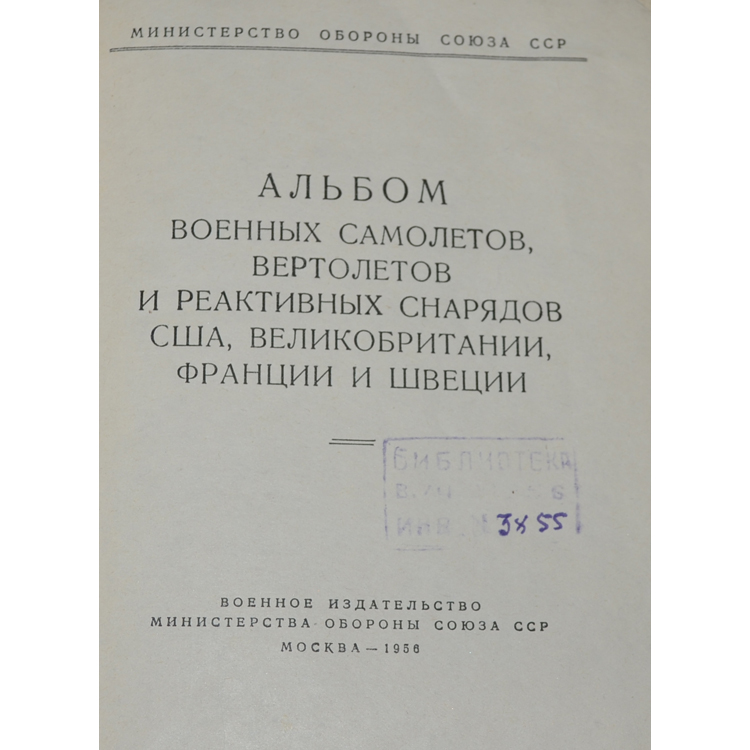 МИНИСТЕРСТВО ОБОРОНЫ СОЮЗА ССР
АЛЬБОМ
ВОЕННЫХ САМОЛЕТОВ,
ВЕРТОЛЕТОВ
И РЕАКТИВНЫХ СНАРЯДОВ
США, ВЕЛИКОБРИТАНИИ,
ФРАНЦИИ И ШВЕЦИИ
БИБЛИОТЕКА
ИНВ. 3855
ВОЕННОЕ ИЗДАТЕЛЬСТВО
МИНИСТЕРСТВА ОБОРОНЫ СОЮЗА ССР
МОСКВА — 1956